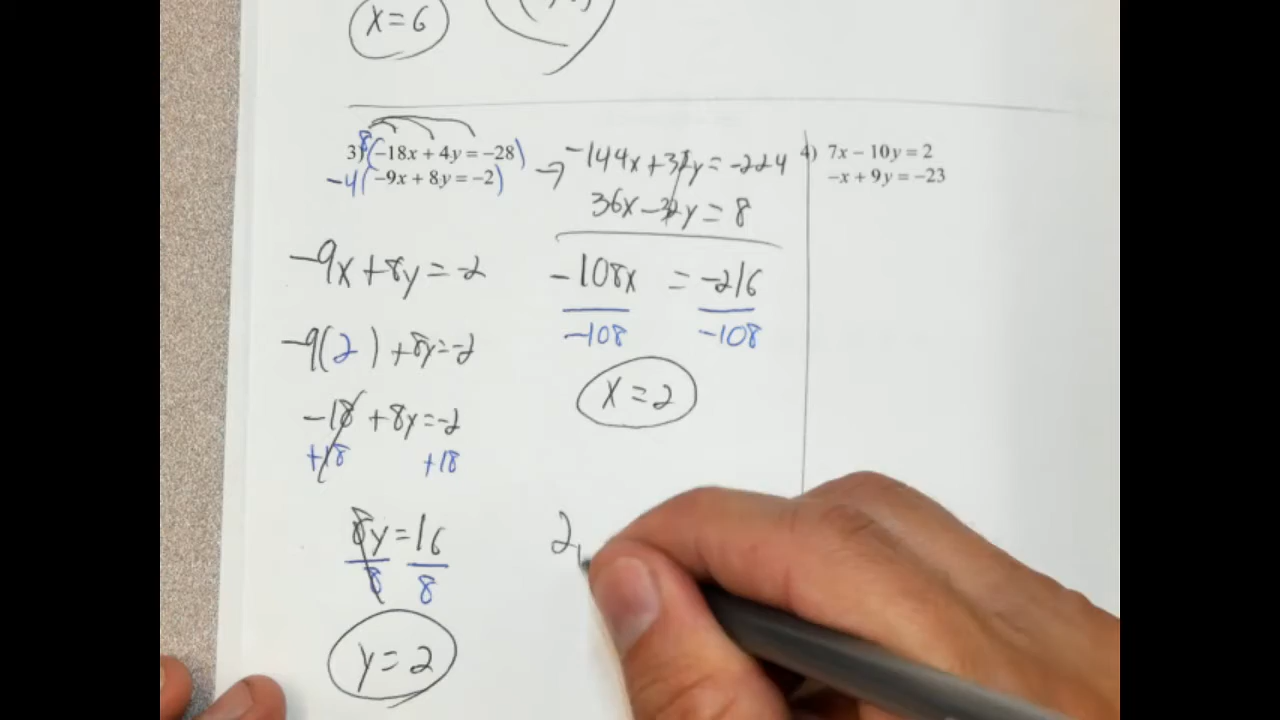 x = 6
3) 8(-18x + 4y = -28)
-4(-9x + 8y = -2)
→ -144x + 32y = -224
36x - 32y = 8
-108x = -216
-108 -108
x = 2
-9x + 8y = -2
-9(2) + 8y = -2
-18 + 8y = -2
+18 +18
8y = 16
8 8
y = 2
2,
4) 7x - 10y = 2
-x + 9y = -23